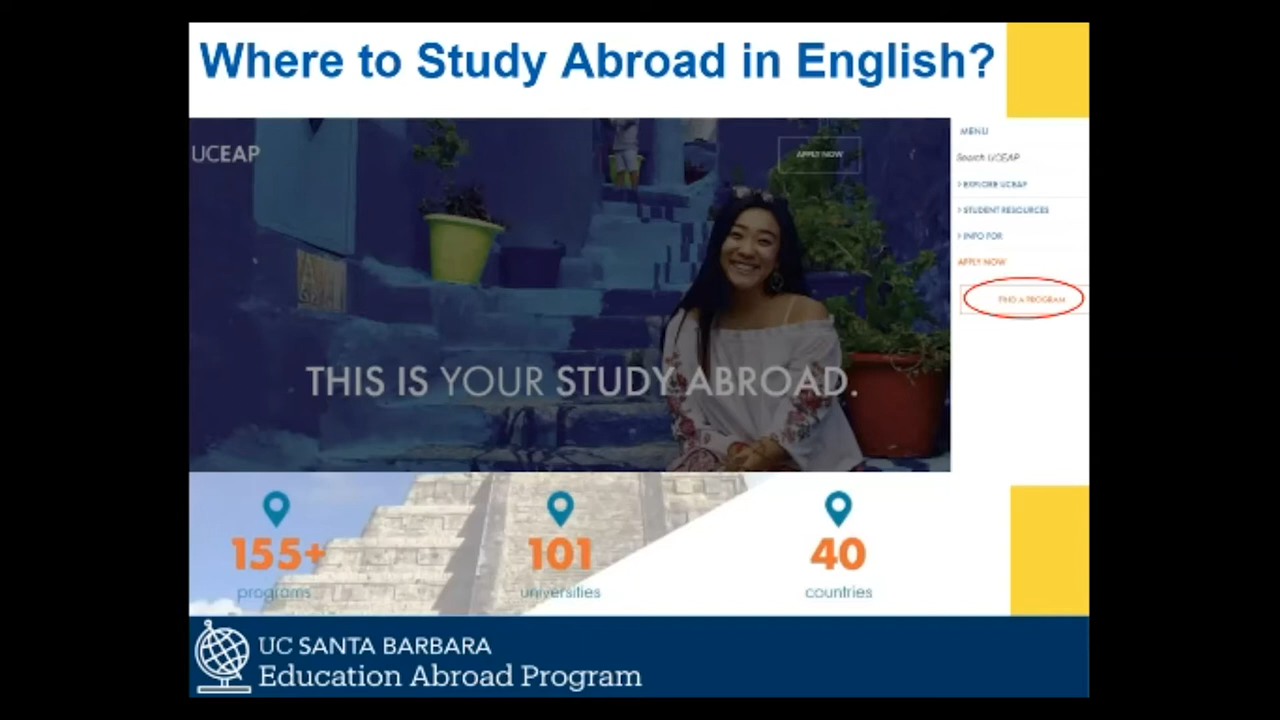 Where to Study Abroad in English?
UCEAP
APPLY NOW
THIS IS YOUR STUDY ABROAD.
MENU
Search UCEAP
> EXPLORE UCEAP
> STUDENT RESOURCES
> INFO FOR
APPLY NOW
FIND A PROGRAM
155+
programs
101
universities
40
countries
UC SANTA BARBARA
Education Abroad Program